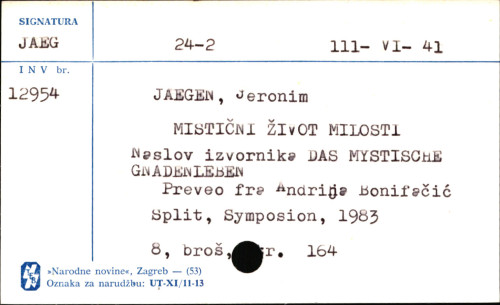 SIGNATURA
JAEG 24-2 111- VI- 41
INV br.
12954
JAEGEN, Jeronim
MISTIČNI ŽIVOT MILOSTI
Naslov izvornika DAS MYSTISCHE
GNADENLEBEN
Preveo fra Andrija Bonifačić
Split, Symposion, 1983
8, broš, 164
»Narodne novine«, Zagreb — (53)
Oznaka za narudžbu: UT-XI/11-13